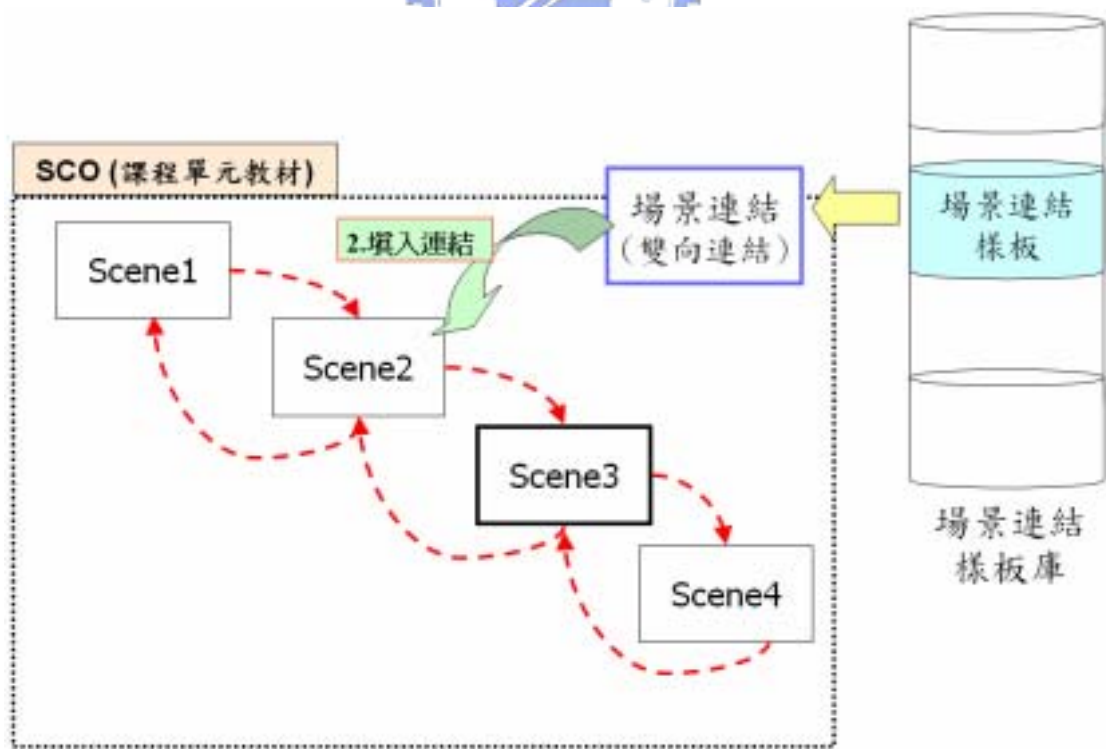 SCO (課程單元教材)
場景連結
(雙向連結)
場景連結
樣板
2.填入連結
Scene1
Scene2
Scene3
Scene4
場景連結
樣板庫